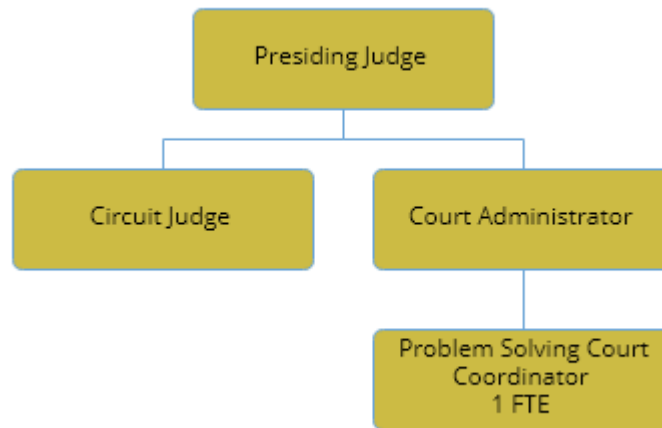 Presiding Judge
Circuit Judge
Court Administrator
Problem Solving Court
Coordinator
1 FTE